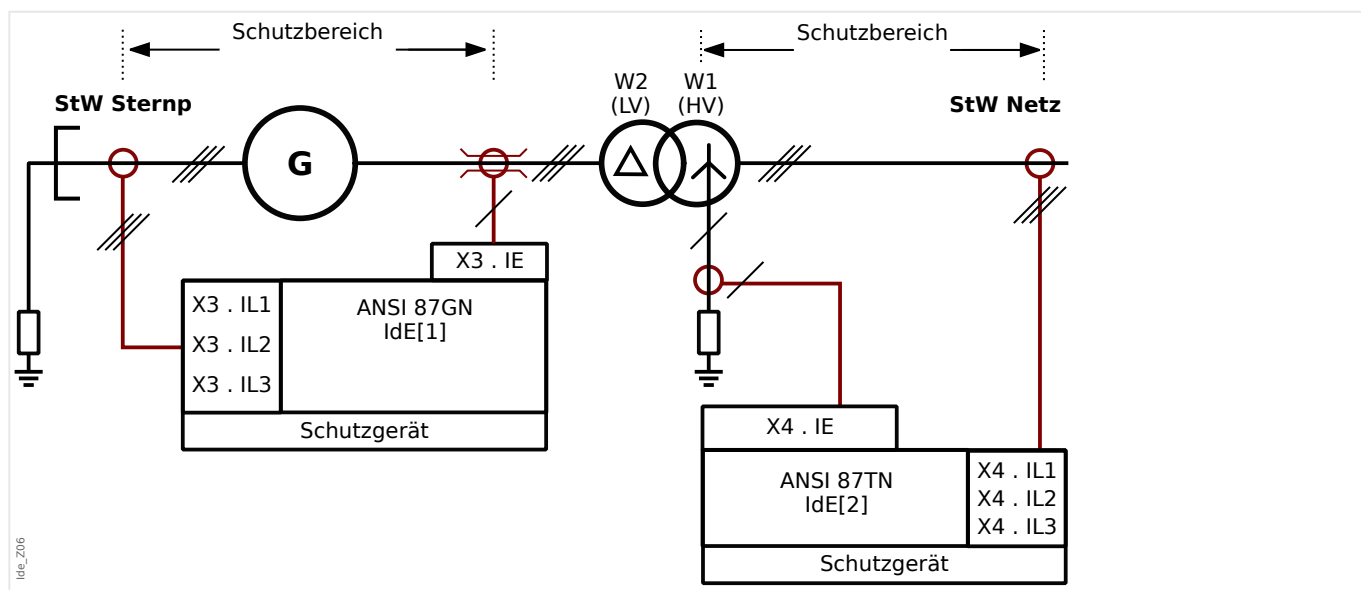 Schutzbereich
Schutzbereich
W2
(LV)
W1
(HV)
StW Sternp
StW Netz
G
X3 . IE
X3 . IL1
X3 . IL2
X3 . IL3
ANSI 87GN
IdE[1]
Schutzgerät
X4 . IE
ANSI 87TN
IdE[2]
X4 . IL1
X4 . IL2
X4 . IL3
Schutzgerät
Ide_Z06